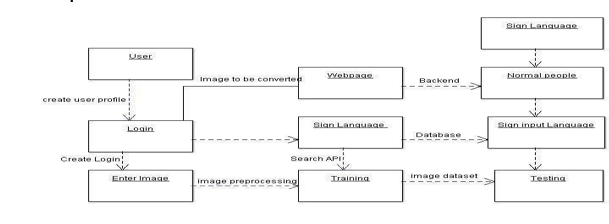 Sign Language
User
Image to be converted
Webpage
Backend
Normal people
create user profile
Login
Sign Language
Database
Sign input Language
Create Login
Search API
Enter Image
image preprocessing
Training
image dataset
Testing